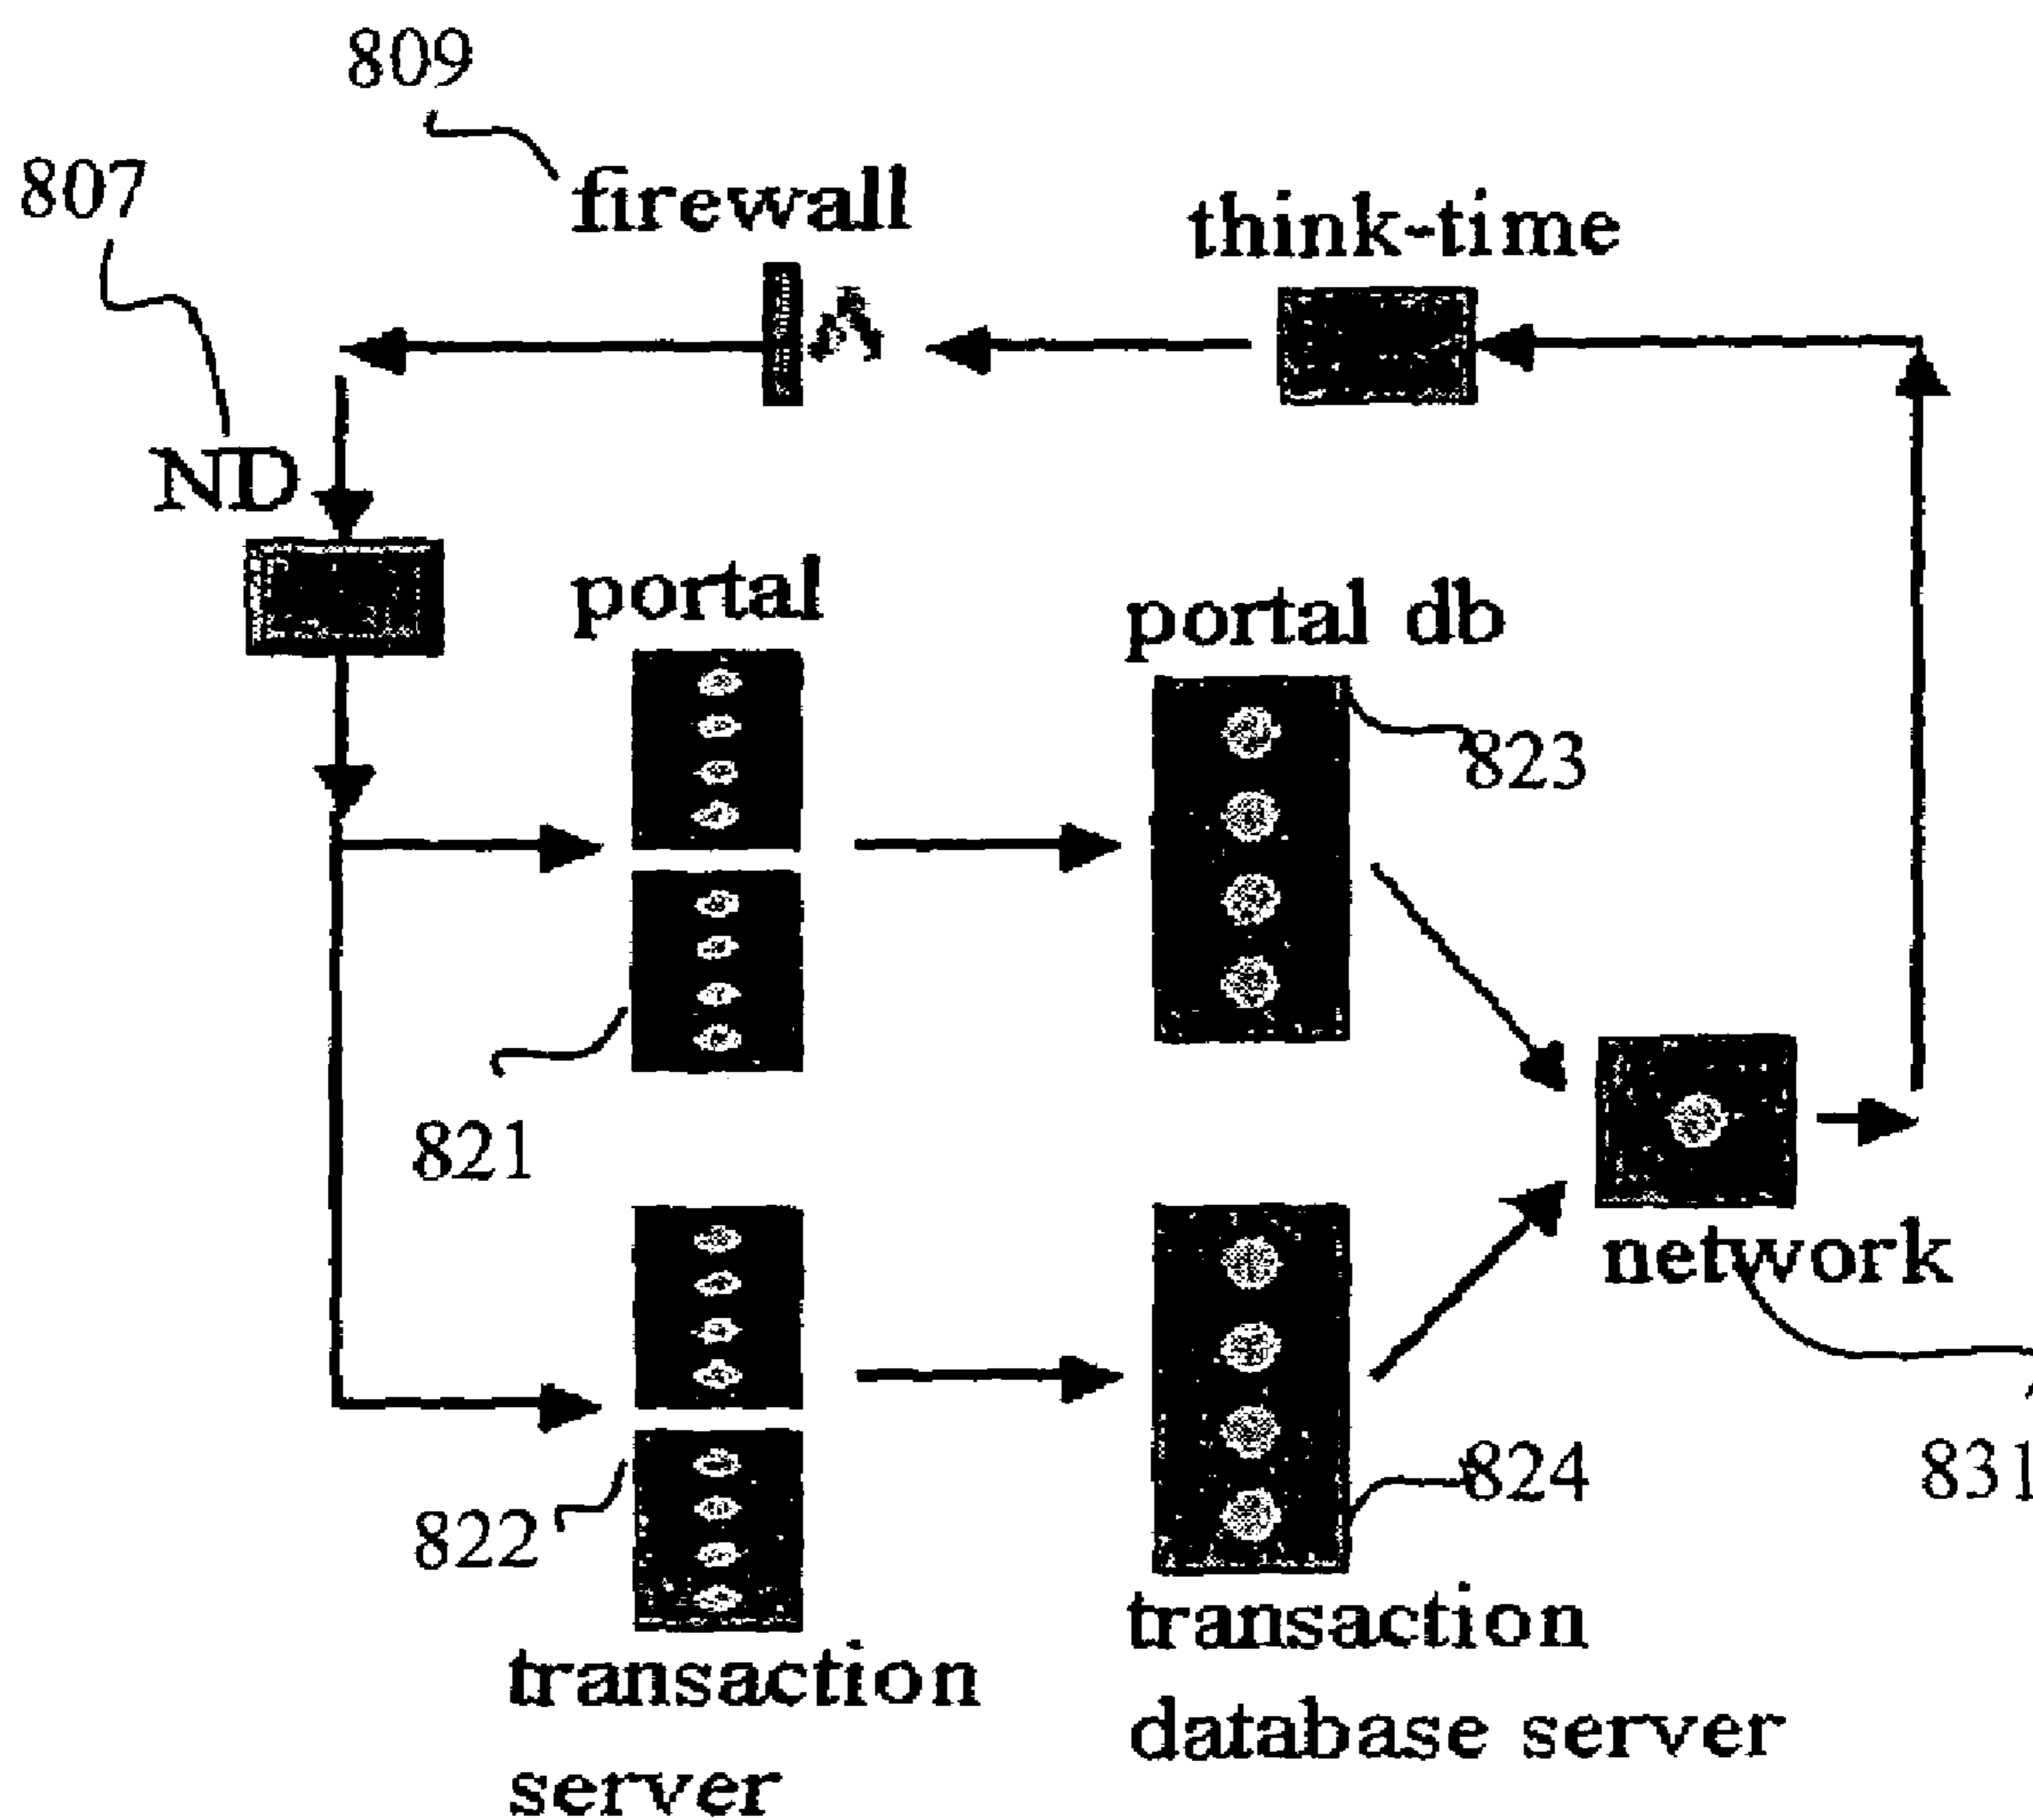 809
807
firewall
think-time
ND
portal
portal db
823
821
network
822
824
831
transaction
server
transaction
database server